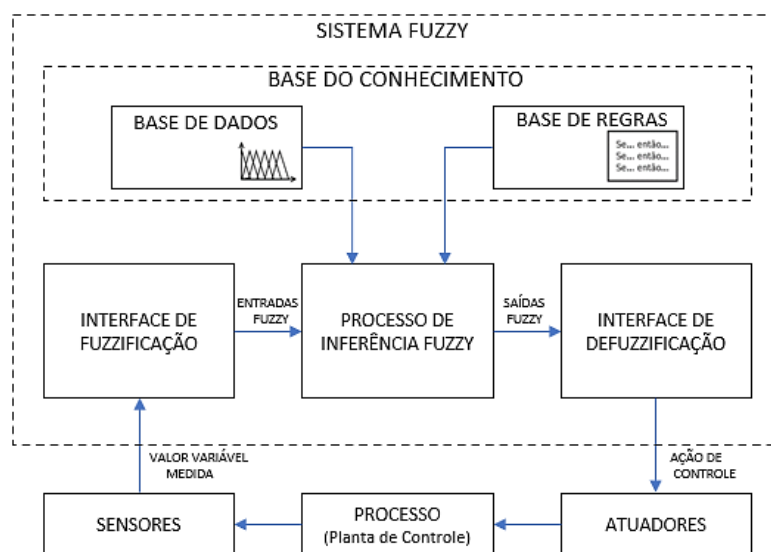 SISTEMA FUZZY
BASE DO CONHECIMENTO
BASE DE DADOS
BASE DE REGRAS
Se... então...
Se... então...
Se... então...
INTERFACE DE
FUZZIFICAÇÃO
ENTRADAS
FUZZY
PROCESSO DE
INFERÊNCIA FUZZY
SAÍDAS
FUZZY
INTERFACE DE
DEFUZZIFICAÇÃO
VALOR VARIÁVEL
MEDIDA
AÇÃO DE
CONTROLE
SENSORES
PROCESSO
(Planta de Controle)
ATUADORES